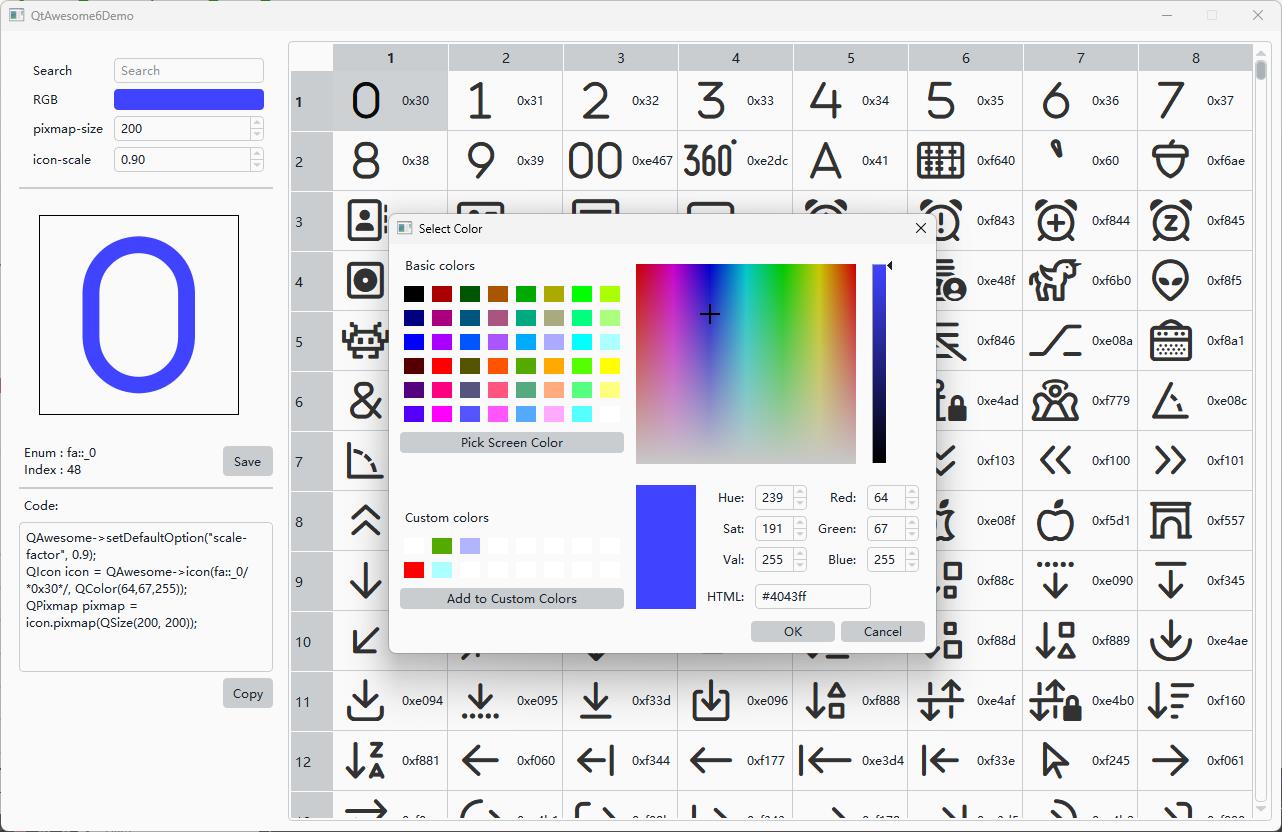 QtAwesome6Demo
Search
Search
RGB
pixmap-size
200
icon-scale
0.90
Enum : fa::_0
Index : 48
Save
Code:
QAwesome->setDefaultOption("scale-
factor", 0.9);
QIcon icon = QAwesome->icon(fa::_0/
*0x30*/, QColor(64,67,255));
QPixmap pixmap =
icon.pixmap(QSize(200, 200));
Copy
1 2 3 4 5 6 7 8
1 0 0x30 1 0x31 2 0x32 3 0x33 4 0x34 5 0x35 6 0x36 7 0x37
2 8 0x38 9 0x39 00 0xe467 360° 0xe2dc A 0x41 0xf640 0x60 0xf6ae
3 0xf843 0xf844 z 0xf845
4 0xe48f 0xf6b0 0xf8f5
5 0xf846 0xe08a 0xf8a1
6 & 0xe4ad 0xf779 0xe08c
7 0xf103 0xf100 0xf101
8 0xe08f 0xf5d1 0xf557
9 0xf88c 0xe090 0xf345
10 0xf88d 0xf889 0xe4ae
11 0xe094 0xe095 0xf33d 0xe096 0xf888 0xe4af 0xe4b0 0xf160
12 Z A 0xf881 0xf060 0xf344 0xf177 0xe3d4 0xf33e 0xf245 0xf061
Select Color
Basic colors
Pick Screen Color
Custom colors
Add to Custom Colors
Hue: 239 Red: 64
Sat: 191 Green: 67
Val: 255 Blue: 255
HTML: #4043ff
OK Cancel